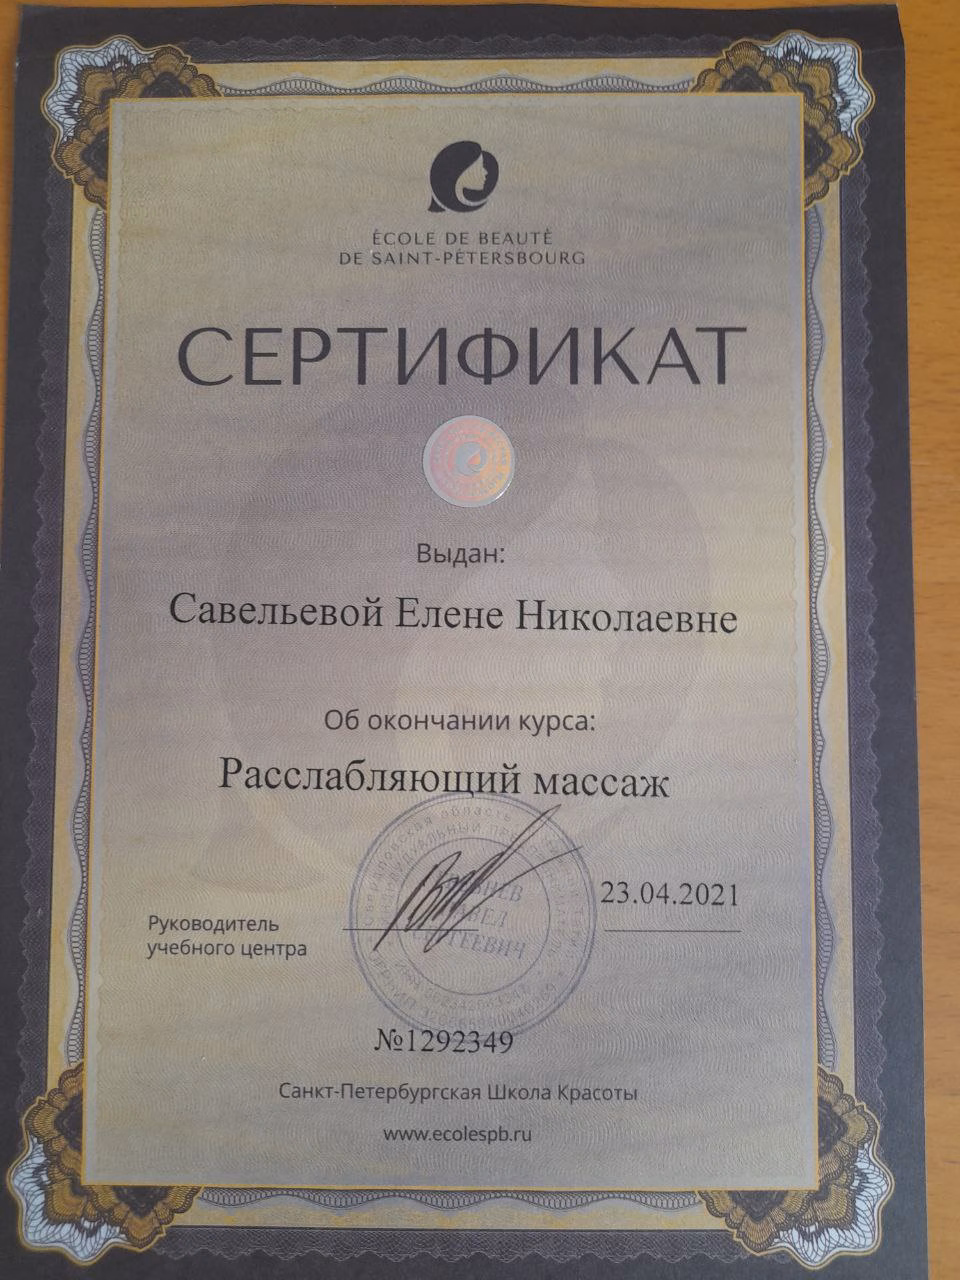 ÉCOLE DE BEAUTÉ
DE SAINT-PÉTERSBOURG
СЕРТИФИКАТ
Выдан:
Савельевой Елене Николаевне
Об окончании курса:
Расслабляющий массаж
23.04.2021
Руководитель
учебного центра
№1292349
Санкт-Петербургская Школа Красоты
www.ecolespb.ru